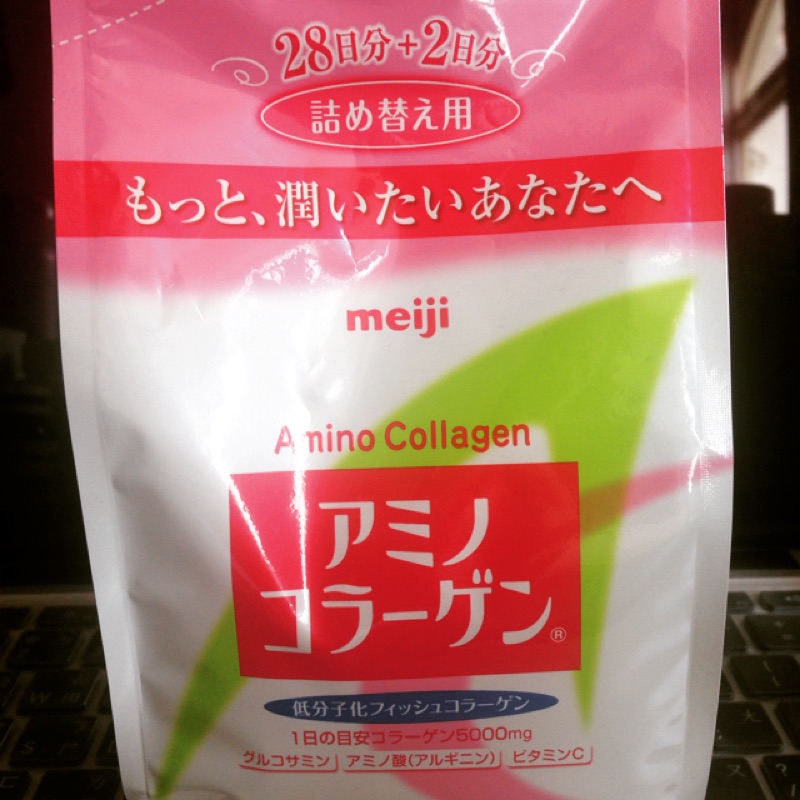 28日分+2日分
詰め替え用
もっと、潤いたいあなたへ
meiji
Amino Collagen
アミノ
コラーゲン®
低分子化フィッシュコラーゲン
1日の目安コラーゲン5000mg
グルコサミン アミノ酸(アルギニン) ビタミンC